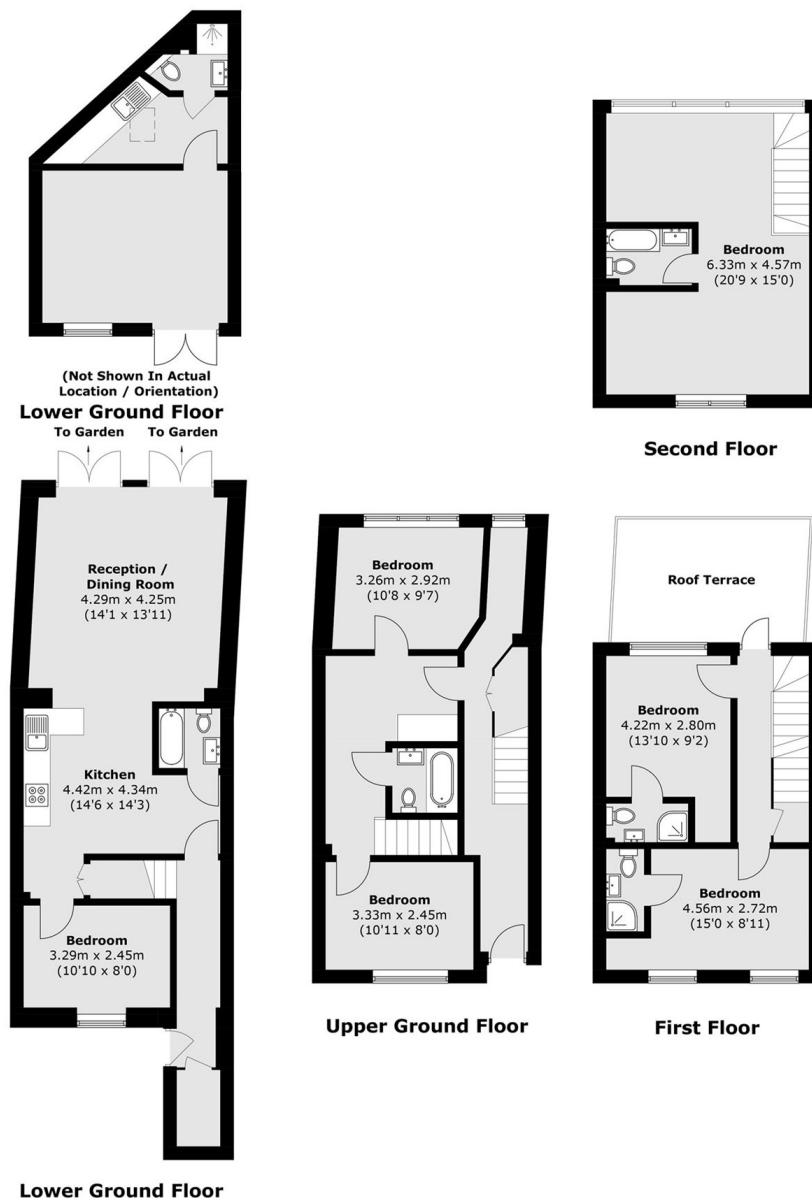 (Not Shown In Actual
Location / Orientation)
Lower Ground Floor
To Garden To Garden
Reception /
Dining Room
4.29m x 4.25m
(14'1 x 13'11)
Kitchen
4.42m x 4.34m
(14'6 x 14'3)
Bedroom
3.29m x 2.45m
(10'10 x 8'0)
Lower Ground Floor
Bedroom
3.26m x 2.92m
(10'8 x 9'7)
Bedroom
3.33m x 2.45m
(10'11 x 8'0)
Upper Ground Floor
Bedroom
6.33m x 4.57m
(20'9 x 15'0)
Second Floor
Roof Terrace
Bedroom
4.22m x 2.80m
(13'10 x 9'2)
Bedroom
4.56m x 2.72m
(15'0 x 8'11)
First Floor